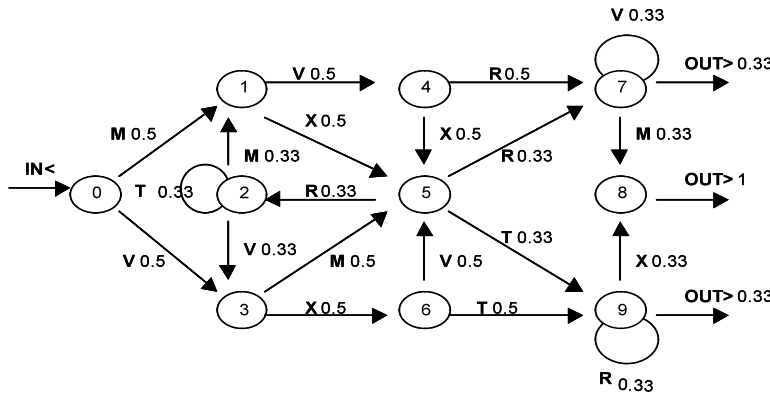 V 0.33
OUT> 0.33
V 0.5
R 0.5
1
4
7
M 0.5
X 0.5
X 0.5
M 0.33
R 0.33
M 0.33
IN<
OUT> 1
0
T 0.33
2
R 0.33
5
8
V 0.5
V 0.33
M 0.5
V 0.5
T 0.33
X 0.33
OUT> 0.33
3
X 0.5
6
T 0.5
9
R 0.33